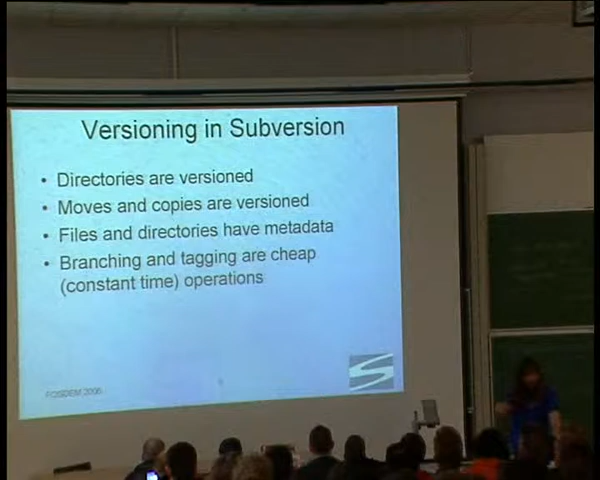 Versioning in Subversion
• Directories are versioned
• Moves and copies are versioned
• Files and directories have metadata
• Branching and tagging are cheap
(constant time) operations
FOSDEM 2006